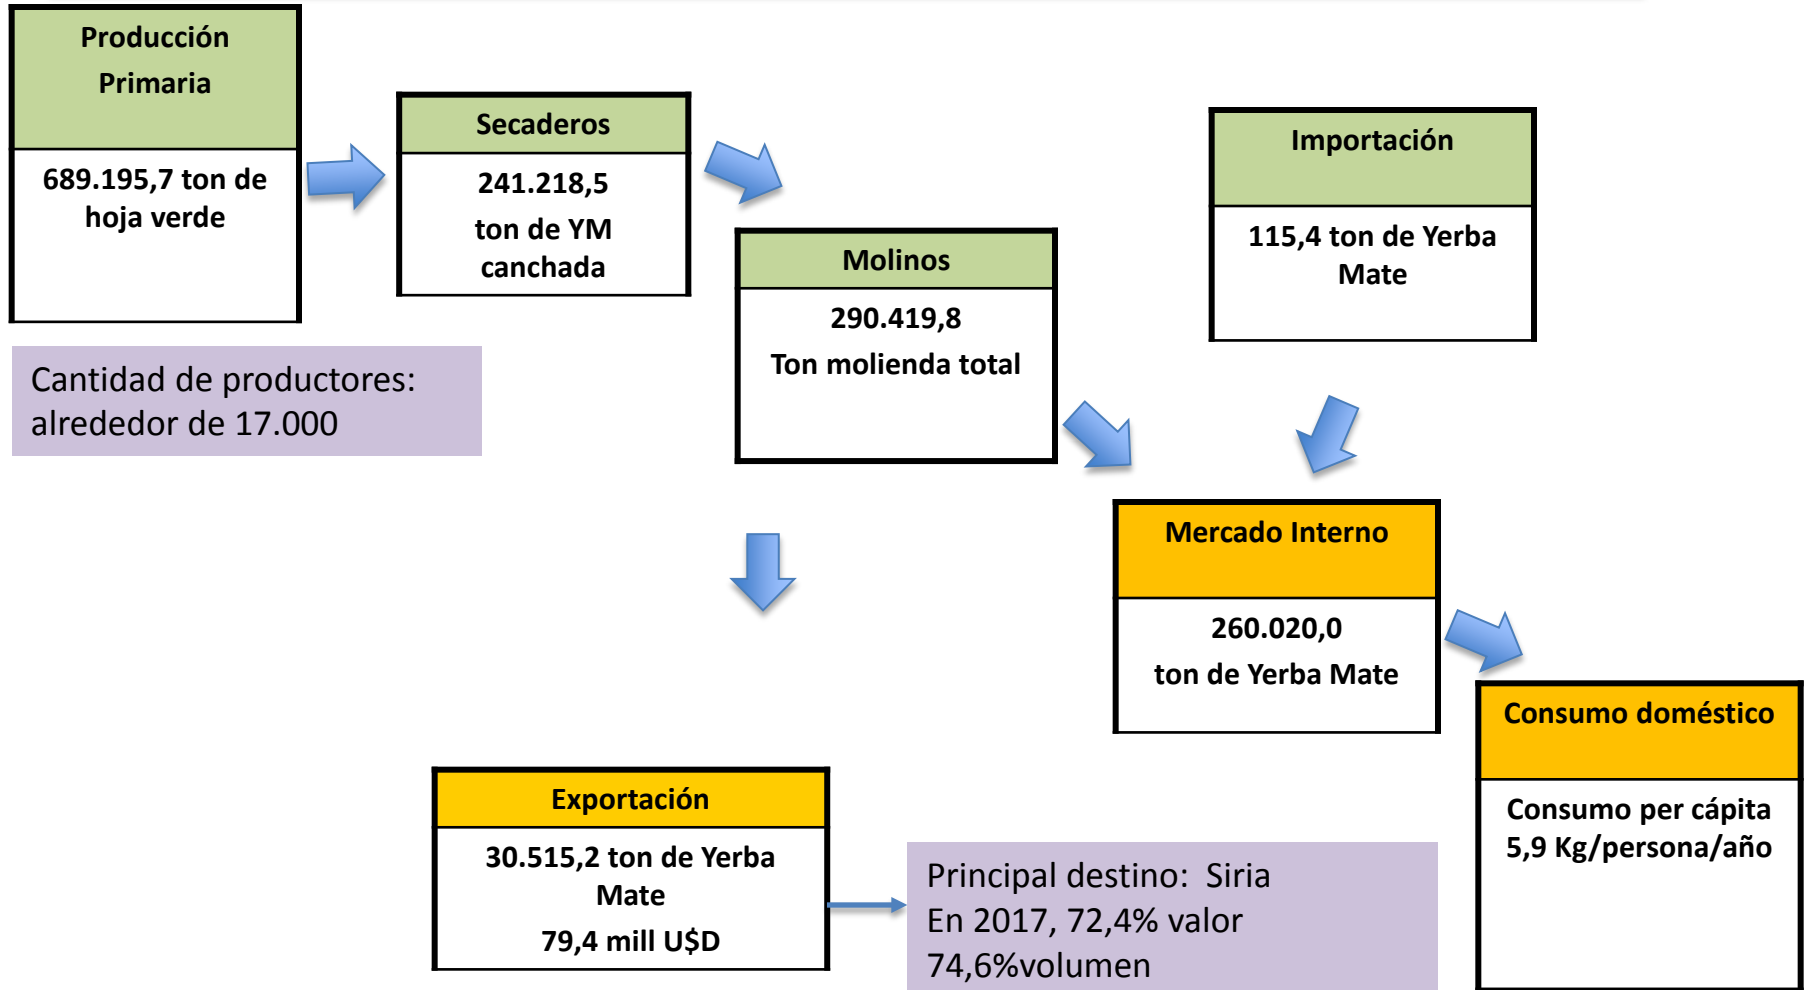 Producción
Primaria
689.195,7 ton de
hoja verde
Cantidad de productores:
alrededor de 17.000
Secaderos
241.218,5
ton de YM
canchada
Molinos
290.419,8
Ton molienda total
Importación
115,4 ton de Yerba
Mate
Mercado Interno
260.020,0
ton de Yerba Mate
Consumo doméstico
Consumo per cápita
5,9 Kg/persona/año
Exportación
30.515,2 ton de Yerba
Mate
79,4 mill U$D
Principal destino: Siria
En 2017, 72,4% valor
74,6%volumen